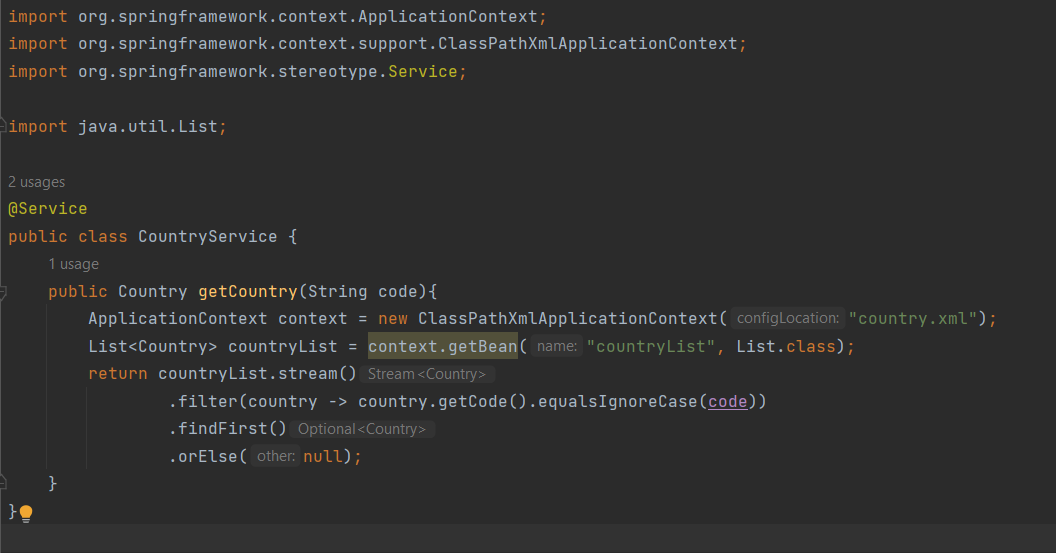 import org.springframework.context.ApplicationContext;
import org.springframework.context.support.ClassPathXmlApplicationContext;
import org.springframework.stereotype.Service;
import java.util.List;
2 usages
@Service
public class CountryService {
1 usage
public Country getCountry(String code){
ApplicationContext context = new ClassPathXmlApplicationContext( configLocation: "country.xml");
List<Country> countryList = context.getBean( name: "countryList", List.class);
return countryList.stream() Stream<Country>
.filter(country -> country.getCode().equalsIgnoreCase(code))
.findFirst() Optional<Country>
.orElse( other: null);
}
}